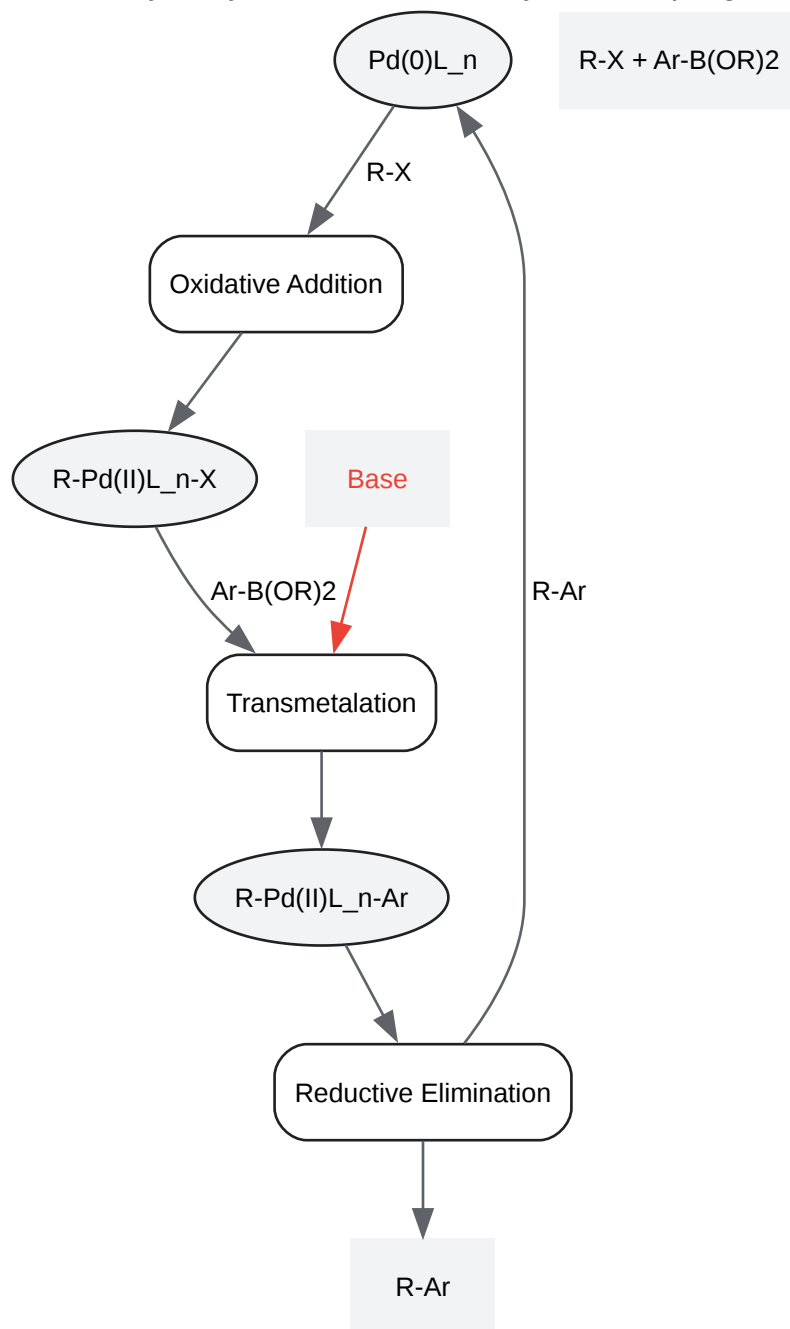 Pd(0)L_n
R-X + Ar-B(OR)2
R-X
Oxidative Addition
R-Pd(II)L_n-X
Base
Ar-B(OR)2
R-Ar
Transmetalation
R-Pd(II)L_n-Ar
Reductive Elimination
R-Ar